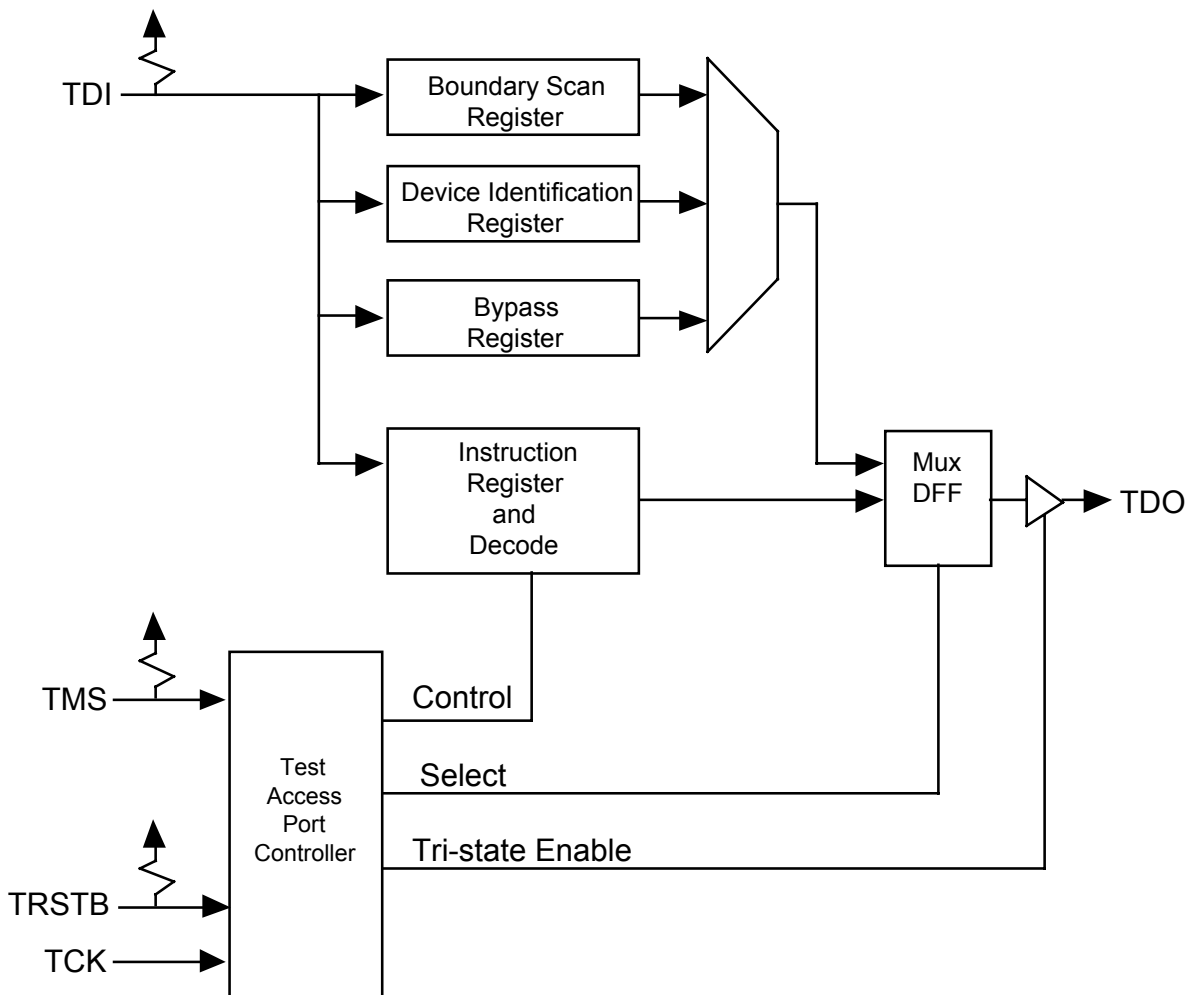 TDI
Boundary Scan
Register
Device Identification
Register
Bypass
Register
Instruction
Register
and
Decode
Mux
DFF
TDO
TMS
Control
Test
Access
Port
Controller
Select
Tri-state Enable
TRSTB
TCK